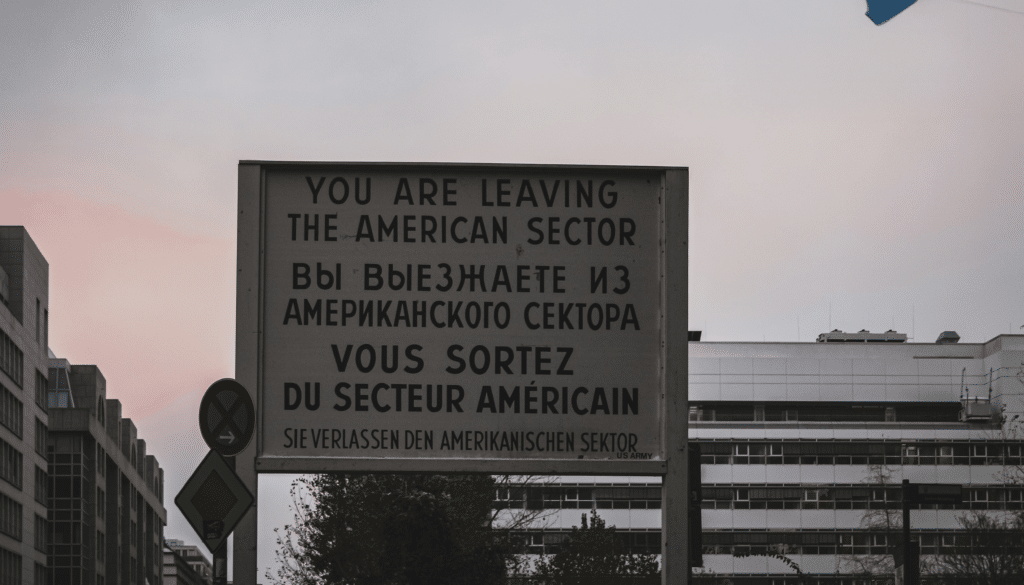 YOU ARE LEAVING
THE AMERICAN SECTOR
ВЫ ВЫЕЗЖАЕТЕ ИЗ
АМЕРИКАНСКОГО СЕКТОРА
VOUS SORTEZ
DU SECTEUR AMÉRICAIN
SIE VERLASSEN DEN AMERIKANISCHEN SEKTOR
US ARMY